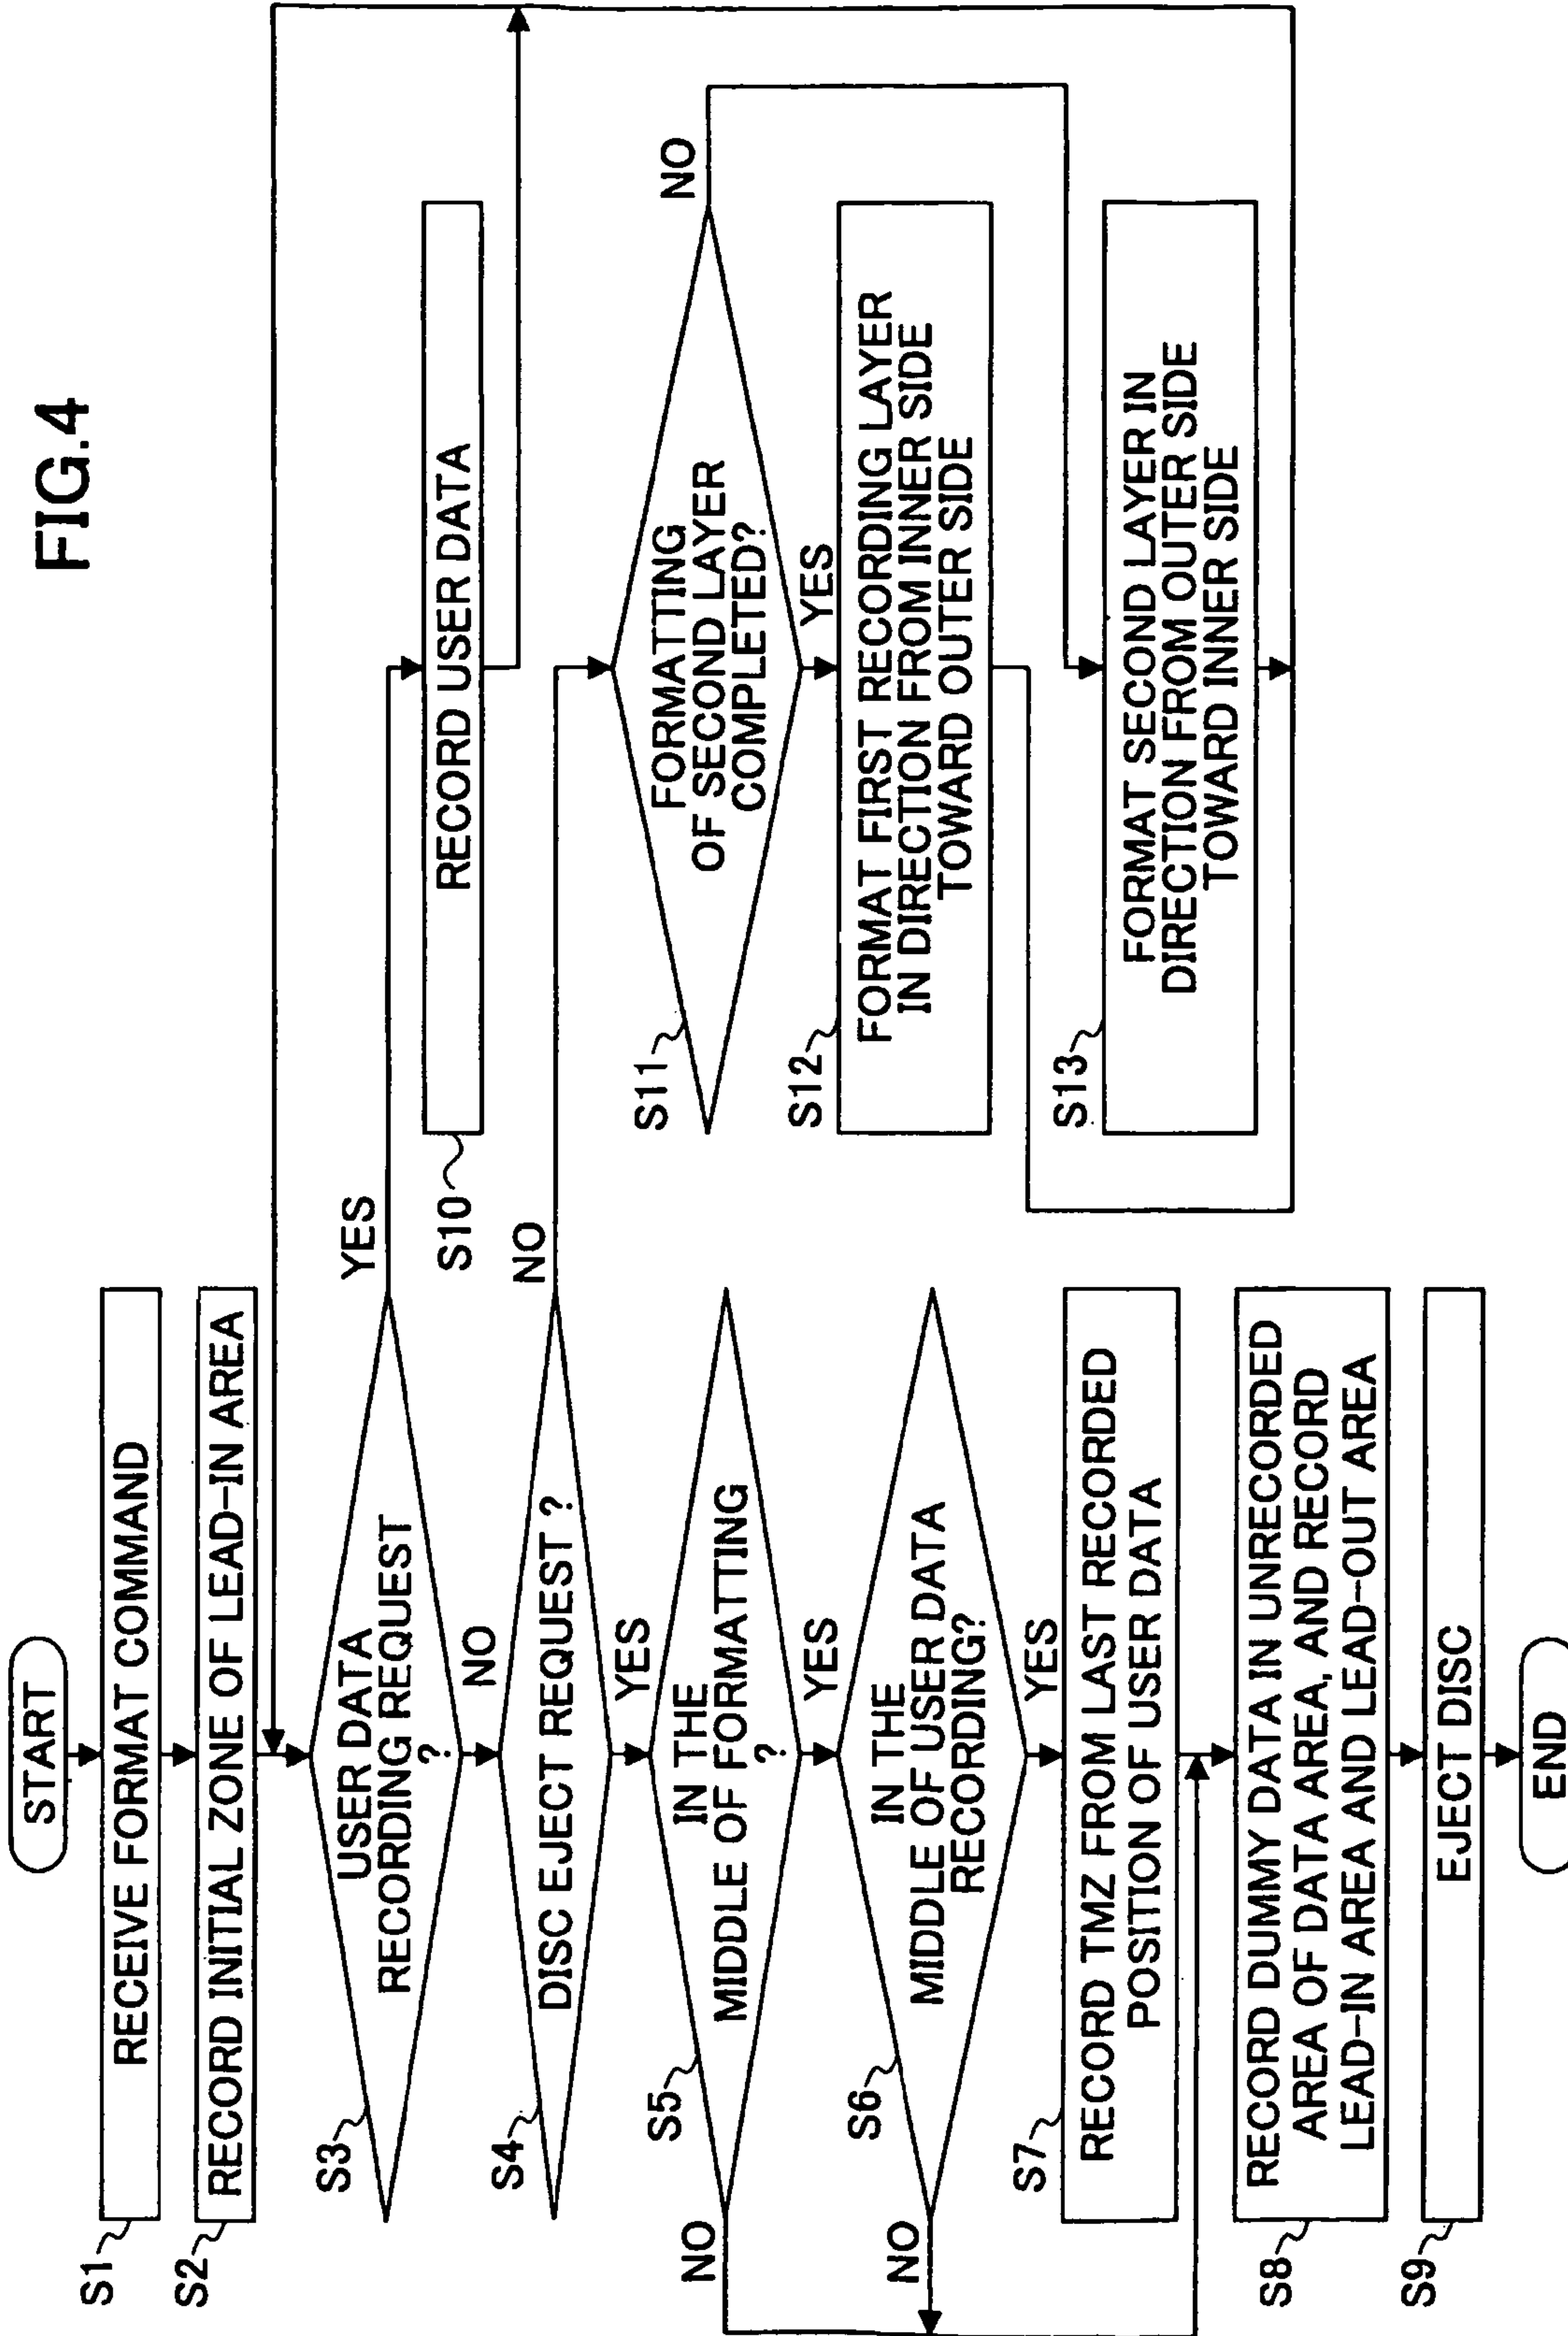 FIG.4
START
S1
RECEIVE FORMAT COMMAND
S2
RECORD INITIAL ZONE OF LEAD-IN AREA
S3
USER DATA
RECORDING REQUEST
?
YES
NO
S4
DISC EJECT REQUEST ?
NO
YES
S5
IN THE
MIDDLE OF FORMATTING
?
NO
YES
S6
IN THE
MIDDLE OF USER DATA
RECORDING?
NO
YES
S7
RECORD TMZ FROM LAST RECORDED
POSITION OF USER DATA
S8
RECORD DUMMY DATA IN UNRECORDED
AREA OF DATA AREA, AND RECORD
LEAD-IN AREA AND LEAD-OUT AREA
S9
EJECT DISC
END
S10
RECORD USER DATA
S11
FORMATTING
OF SECOND LAYER
COMPLETED?
NO
YES
S12
FORMAT FIRST RECORDING LAYER
IN DIRECTION FROM INNER SIDE
TOWARD OUTER SIDE
S13
FORMAT SECOND LAYER IN
DIRECTION FROM OUTER SIDE
TOWARD INNER SIDE